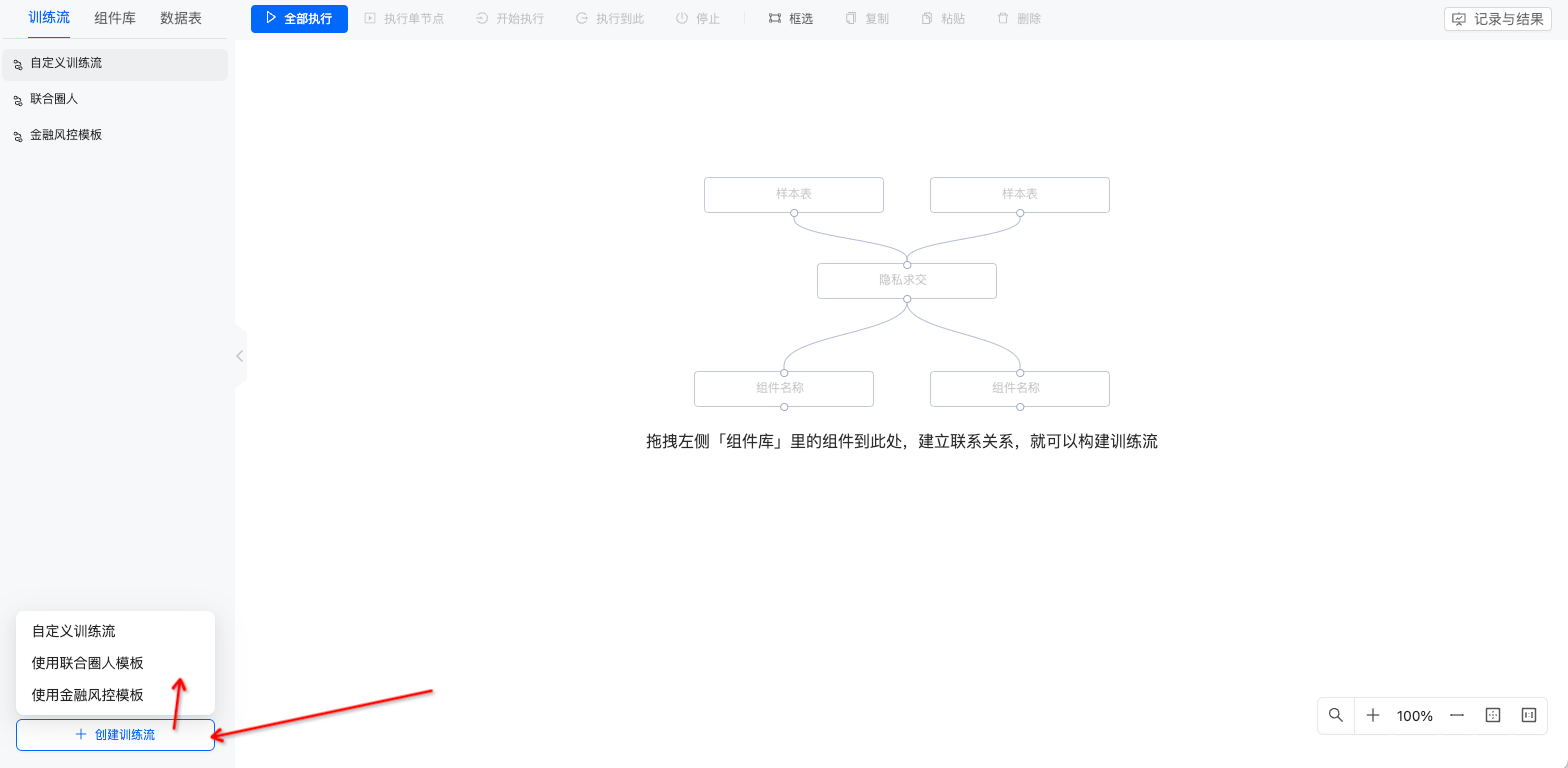 训练流 组件库 数据表
全部执行 执行单节点 开始执行 执行到此 停止 框选 复制 粘贴 删除 记录与结果
自定义训练流
联合圈人
金融风控模板
样本表 样本表
隐私求交
组件名称 组件名称
拖拽左侧「组件库」里的组件到此处，建立联系关系，就可以构建训练流
自定义训练流
使用联合圈人模板
使用金融风控模板
创建训练流
100%